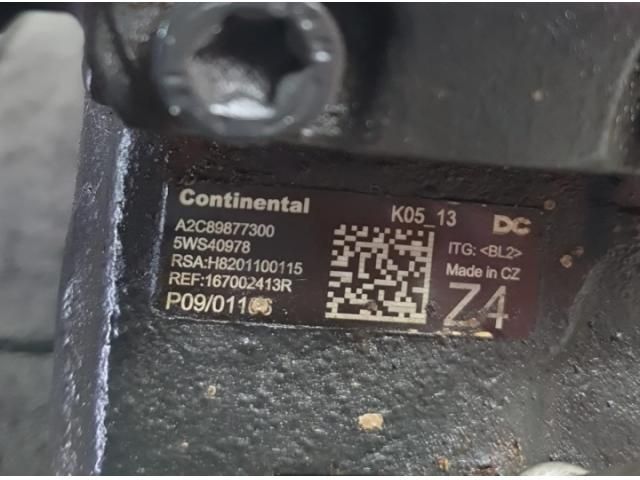 Continental
K05_13
DC
A2C89877300
5WS40978
ITG: <BL2>
RSA:H8201100115
Made in CZ
REF:167002413R
Z4